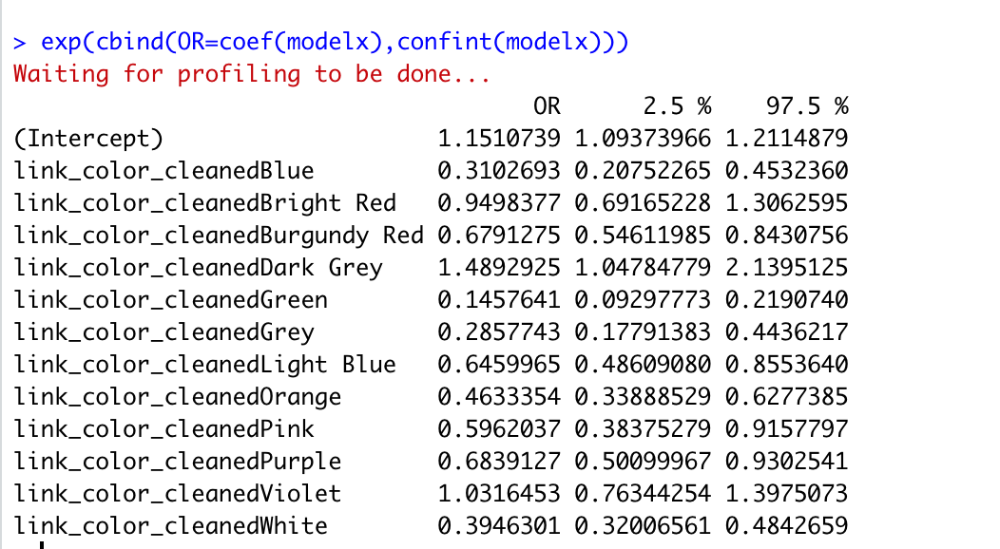 > exp(cbind(OR=coef(modelx),confint(modelx)))
Waiting for profiling to be done...
OR 2.5 % 97.5 %
(Intercept) 1.1510739 1.09373966 1.2114879
link_color_cleanedBlue 0.3102693 0.20752265 0.4532360
link_color_cleanedBright Red 0.9498377 0.69165228 1.3062595
link_color_cleanedBurgundy Red 0.6791275 0.54611985 0.8430756
link_color_cleanedDark Grey 1.4892925 1.04784779 2.1395125
link_color_cleanedGreen 0.1457641 0.09297773 0.2190740
link_color_cleanedGrey 0.2857743 0.17791383 0.4436217
link_color_cleanedLight Blue 0.6459965 0.48609080 0.8553640
link_color_cleanedOrange 0.4633354 0.33888529 0.6277385
link_color_cleanedPink 0.5962037 0.38375279 0.9157797
link_color_cleanedPurple 0.6839127 0.50099967 0.9302541
link_color_cleanedViolet 1.0316453 0.76344254 1.3975073
link_color_cleanedWhite 0.3946301 0.32006561 0.4842659